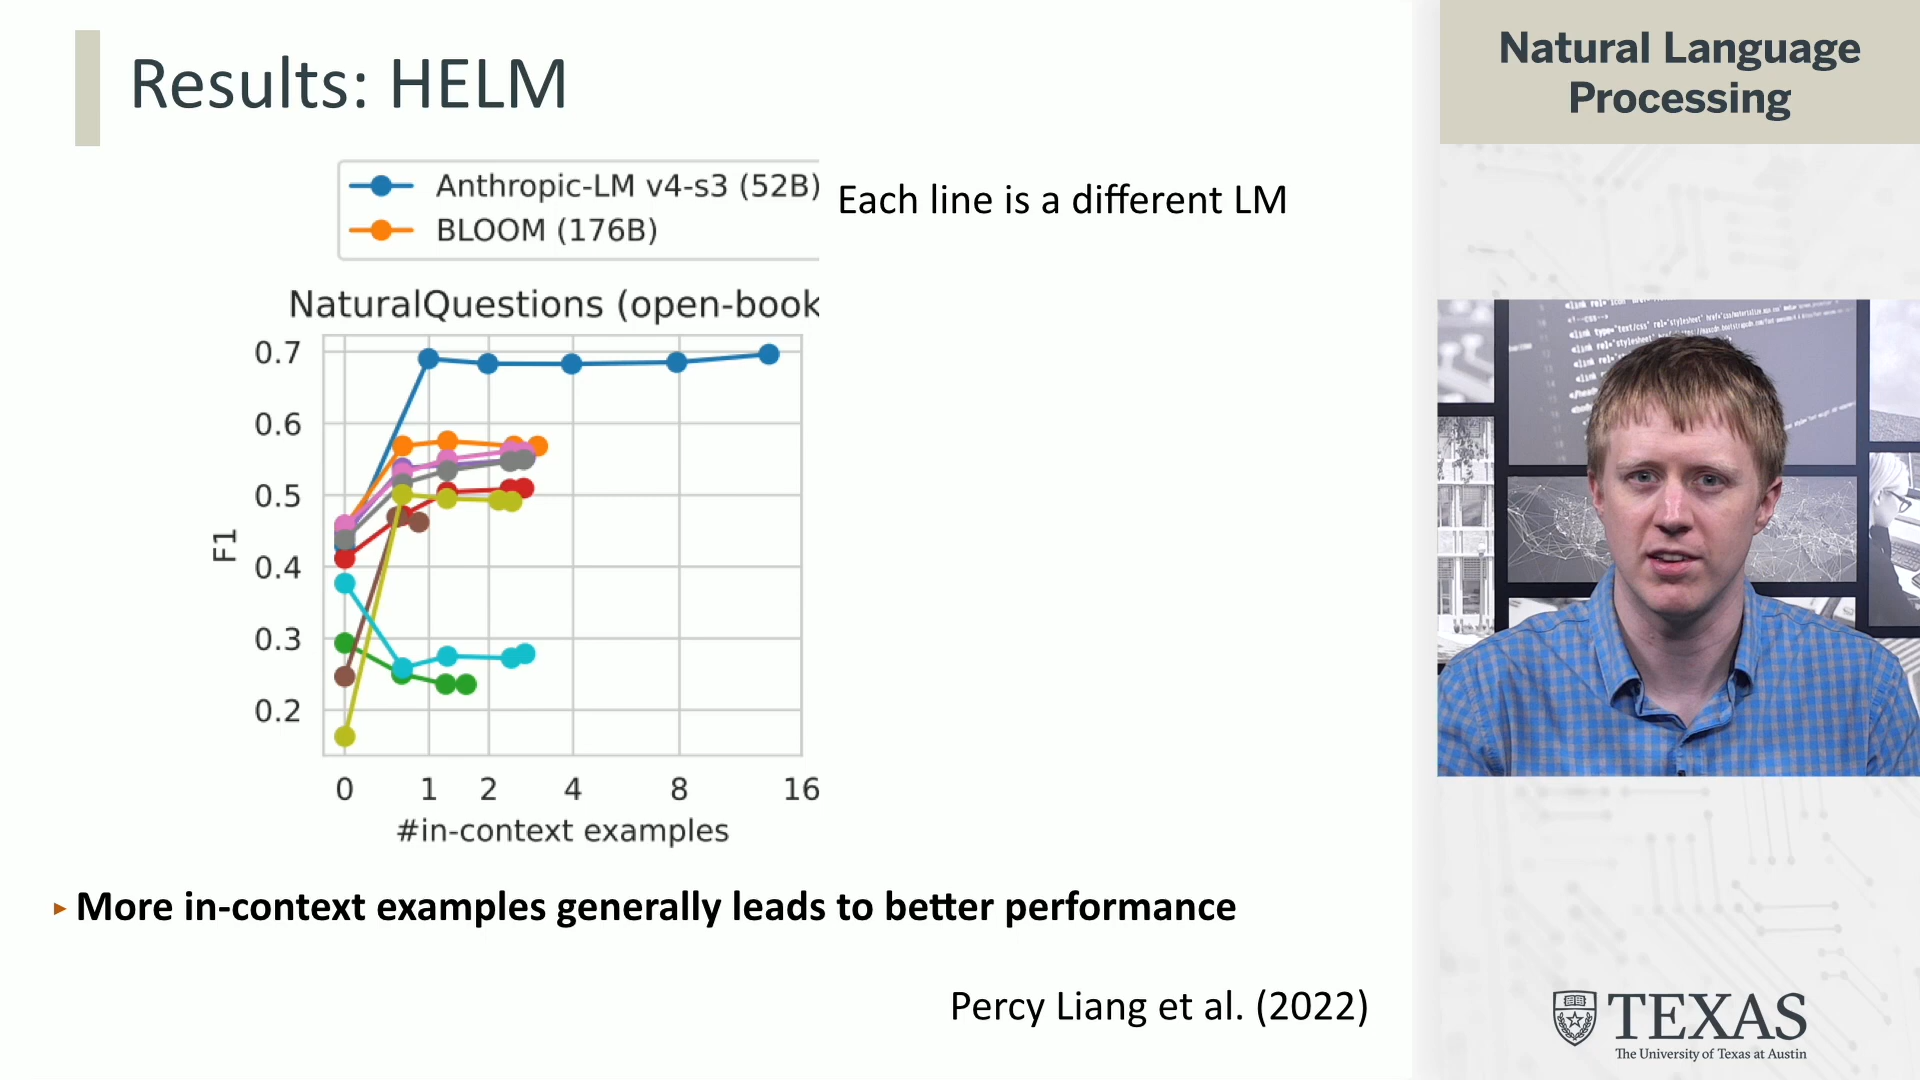 Results: HELM
Anthropic-LM v4-s3 (52B)
BLOOM (176B)
Each line is a different LM
NaturalQuestions (open-book
0.7
0.6
0.5
0.4
0.3
0.2
F1
0 1 2 4 8 16
#in-context examples
More in-context examples generally leads to better performance
Percy Liang et al. (2022)
Natural Language
Processing
TEXAS
The University of Texas at Austin